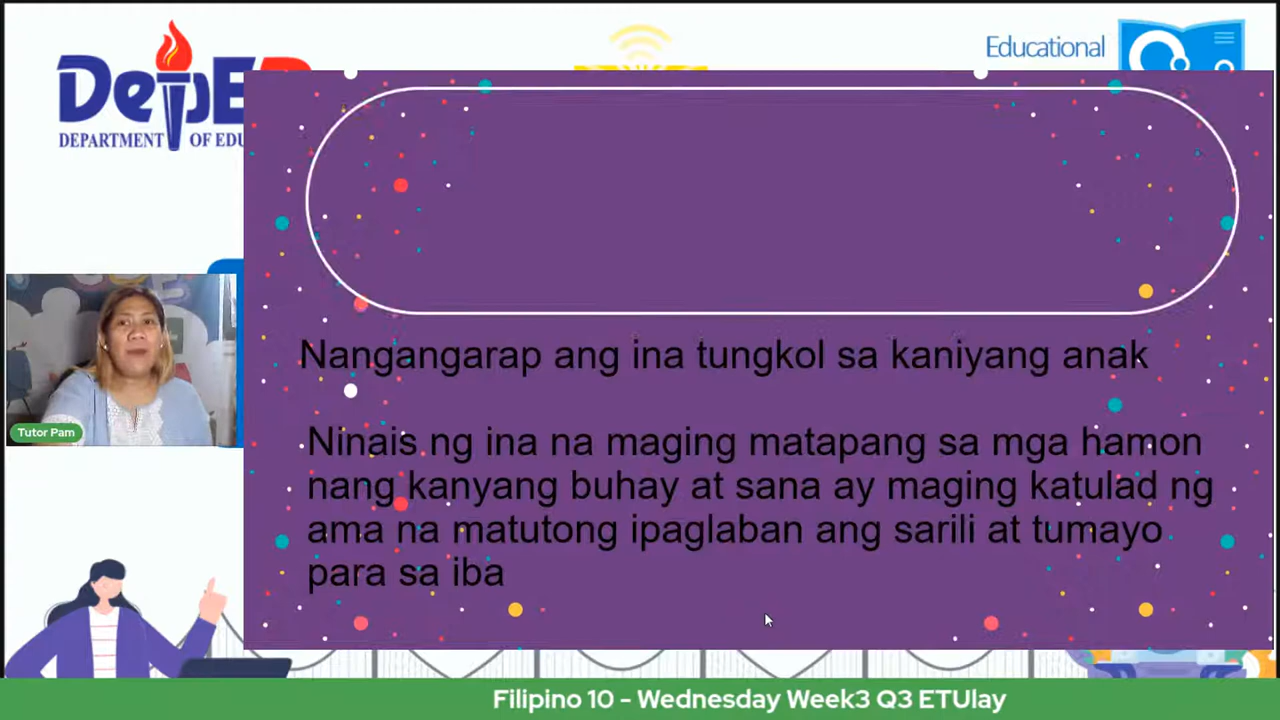 DepED
DEPARTMENT OF EDU
Educational
Nangangarap ang ina tungkol sa kaniyang anak
Ninais ng ina na maging matapang sa mga hamon
nang kanyang buhay at sana ay maging katulad ng
ama na matutong ipaglaban ang sarili at tumayo
para sa iba
Tutor Pam
Filipino 10 - Wednesday Week3 Q3 ETUlay